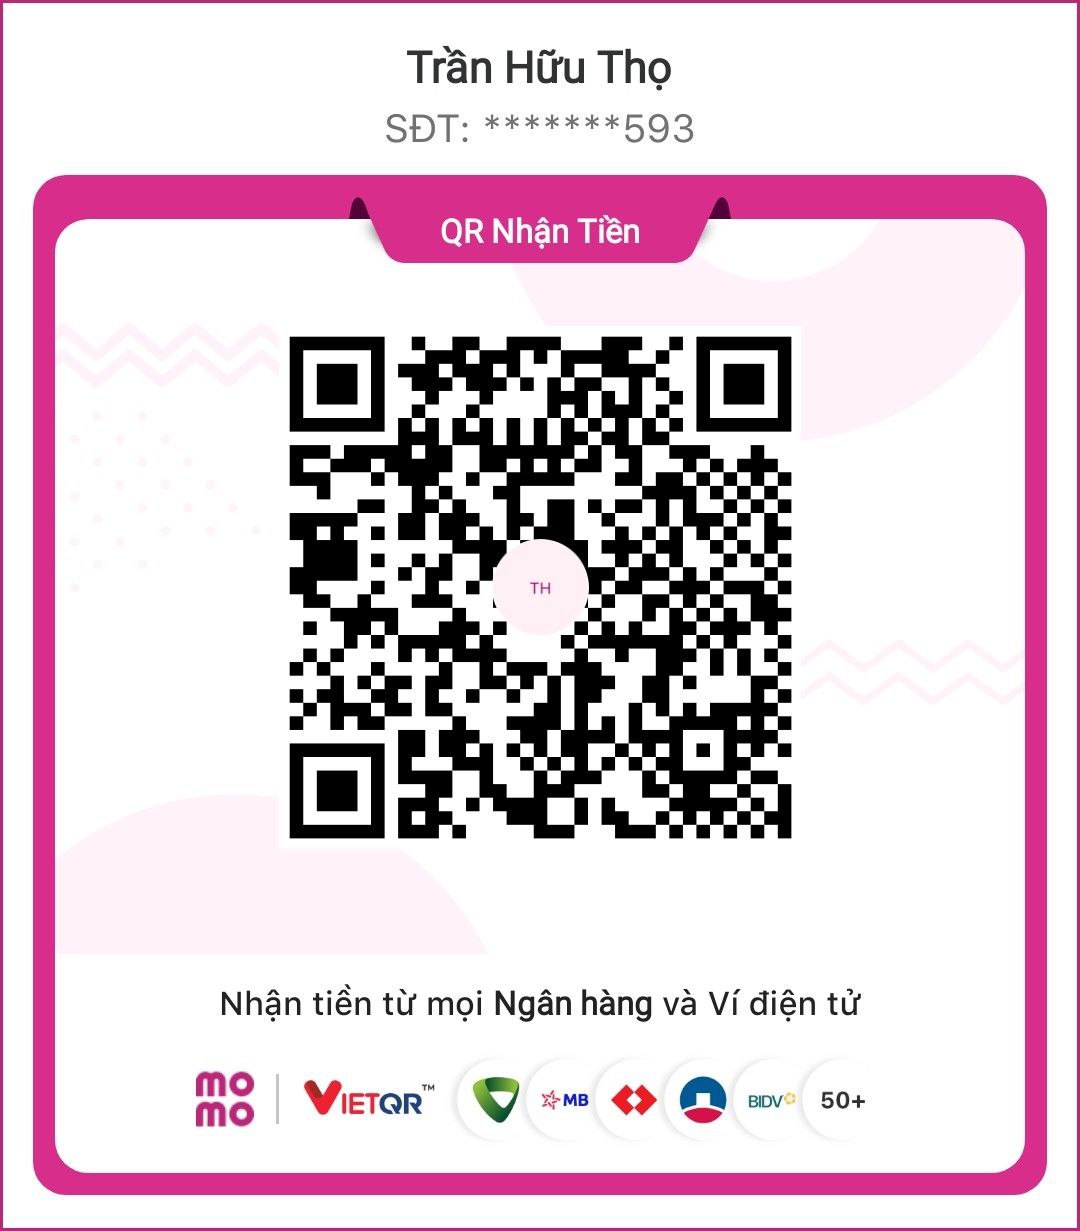 Trần Hữu Thọ
SĐT: *******593
QR Nhận Tiền
TH
Nhận tiền từ mọi Ngân hàng và Ví điện tử
mo
mo
VIETQR™
MB
BIDV
50+